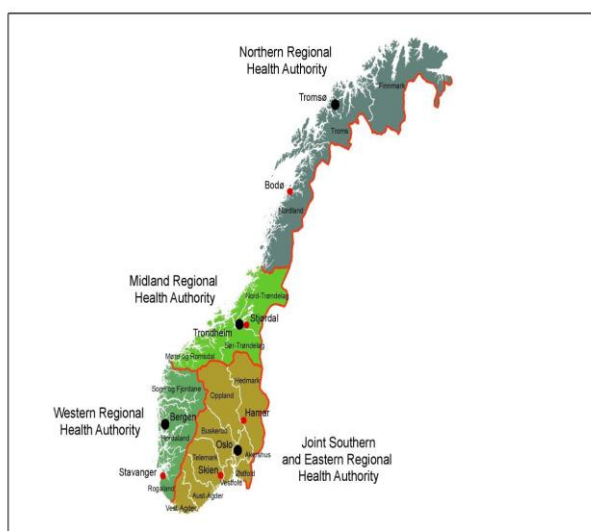 Northern Regional
Health Authority
Finnmark
Tromsø
Troms
Bodø
Nordland
Midland Regional
Health Authority
Nord-Trøndelag
Stjørdal
Trondheim
Sør-Trøndelag
Møre og Romsdal
Hedmark
Sogn og Fjordane
Oppland
Western Regional
Health Authority
Bergen
Hamar
Hordaland
Buskerud
Oslo
Akershus
Joint Southern
and Eastern Regional
Health Authority
Telemark
Stavanger
Skien
Østfold
Vestfold
Rogaland
Aust-Agder
Vest-Agder